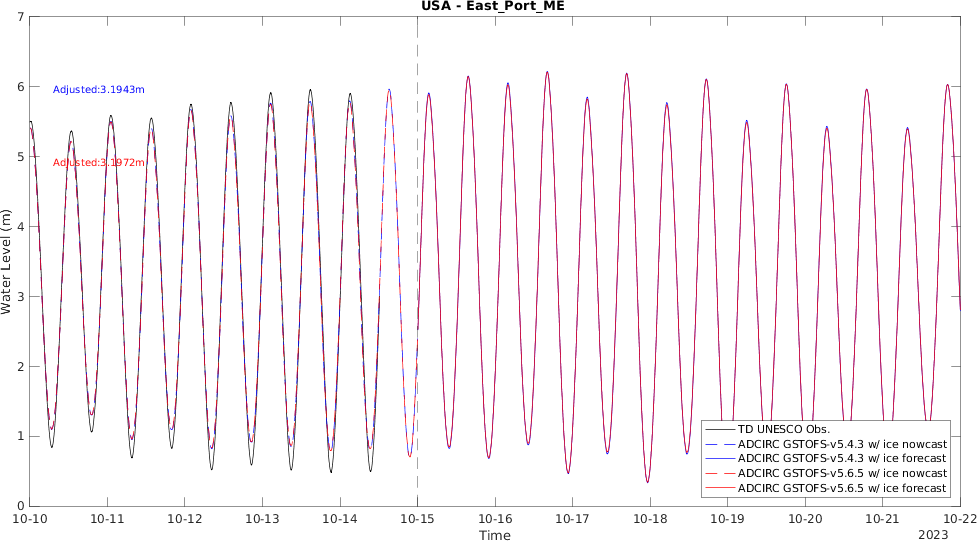 USA - East_Port_ME
7
6
5
4
3
2
1
0
Water Level (m)
Adjusted:3.1943m
Adjusted:3.1972m
TD UNESCO Obs.
ADCIRC GSTOFS-v5.4.3 w/ ice nowcast
ADCIRC GSTOFS-v5.4.3 w/ ice forecast
ADCIRC GSTOFS-v5.6.5 w/ ice nowcast
ADCIRC GSTOFS-v5.6.5 w/ ice forecast
10-10 10-11 10-12 10-13 10-14 10-15 10-16 10-17 10-18 10-19 10-20 10-21 10-22
Time
2023